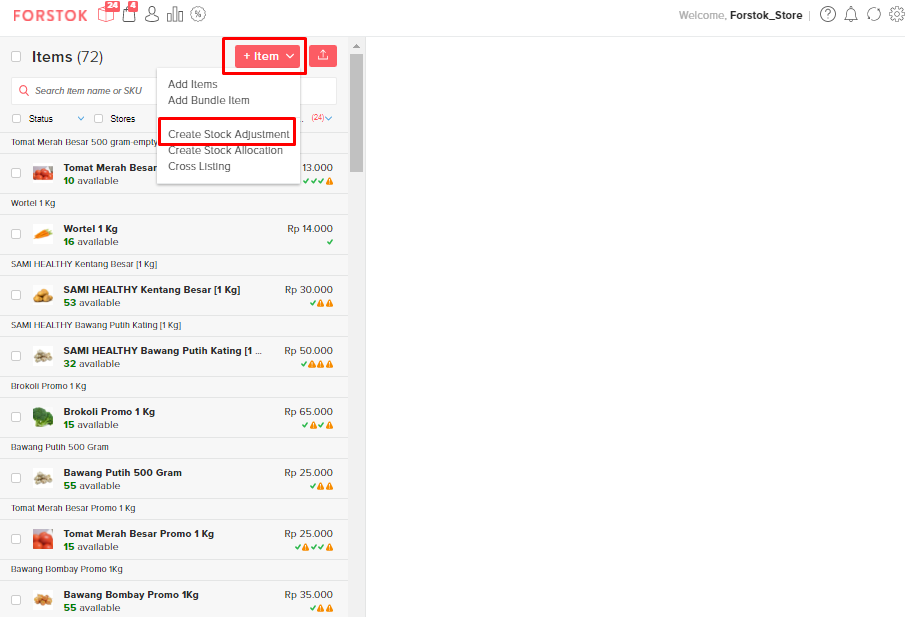 FORSTOK 24 4 %
Welcome, Forstok_Store
Items (72)
+ Item
Search Item name or SKU
Add Items
Add Bundle Item
Status Stores
.. (24)
Create Stock Adjustment
Create Stock Allocation
Cross Listing
Tomat Merah Besar 500 gram-empty
Tomat Merah Besar 13.000
10 available
Wortel 1 Kg
Wortel 1 Kg Rp 14.000
16 available
SAMI HEALTHY Kentang Besar [1 Kg]
SAMI HEALTHY Kentang Besar [1 Kg] Rp 30.000
53 available
SAMI HEALTHY Bawang Putih Kating [1 Kg]
SAMI HEALTHY Bawang Putih Kating [1 ... Rp 50.000
32 available
Brokoli Promo 1 Kg
Brokoli Promo 1 Kg Rp 65.000
15 available
Bawang Putih 500 Gram
Bawang Putih 500 Gram Rp 25.000
55 available
Tomat Merah Besar Promo 1 Kg
Tomat Merah Besar Promo 1 Kg Rp 25.000
15 available
Bawang Bombay Promo 1Kg
Bawang Bombay Promo 1Kg Rp 35.000
55 available